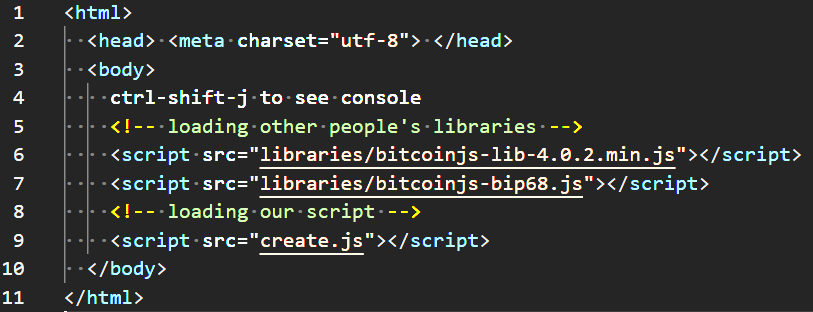 1 <html>
2 <head> <meta charset="utf-8"> </head>
3 <body>
4 ctrl-shift-j to see console
5 <!-- loading other people's libraries -->
6 <script src="libraries/bitcoinjs-lib-4.0.2.min.js"></script>
7 <script src="libraries/bitcoinjs-bip68.js"></script>
8 <!-- loading our script -->
9 <script src="create.js"></script>
10 </body>
11 </html>